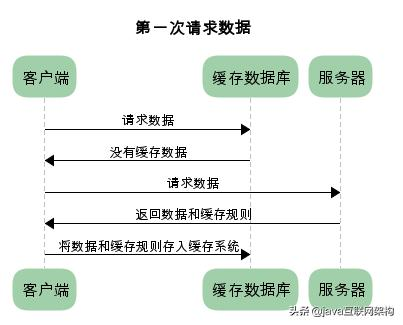 第一次请求数据
客户端 缓存数据库 服务器
请求数据
没有缓存数据
请求数据
返回数据和缓存规则
将数据和缓存规则存入缓存系统
客户端 缓存数据库 服务器
头条 @java互联网架构